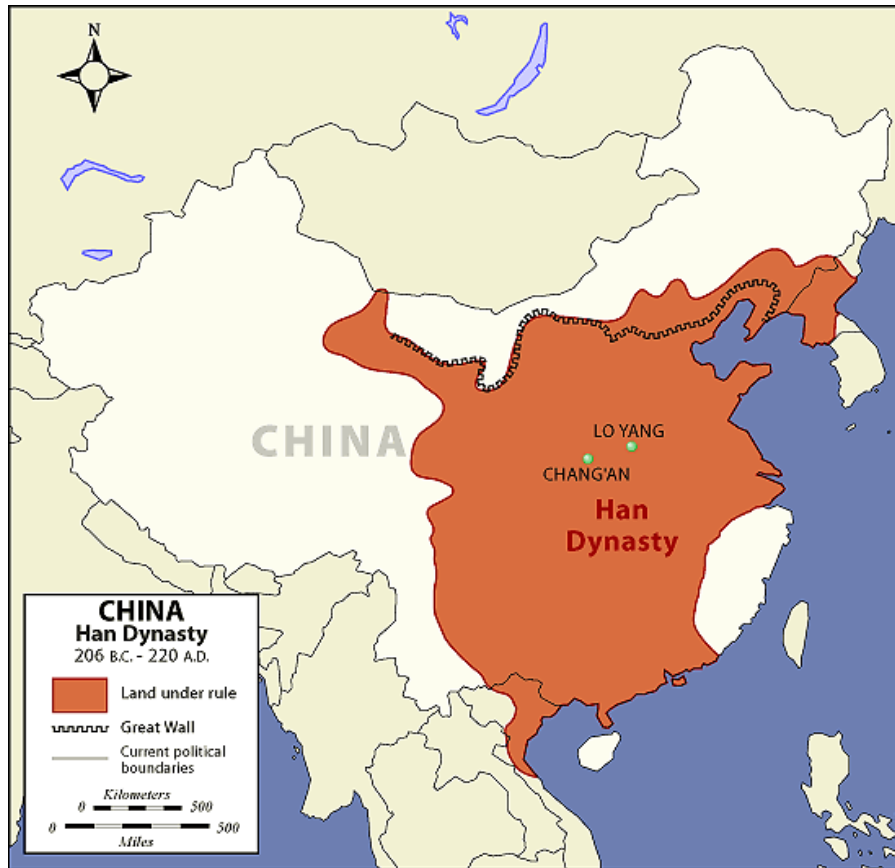 N
CHINA
LO YANG
CHANG'AN
Han
Dynasty
CHINA
Han Dynasty
206 B.C. - 220 A.D.
Land under rule
Great Wall
Current political
boundaries
Kilometers
0 500
0 500
Miles